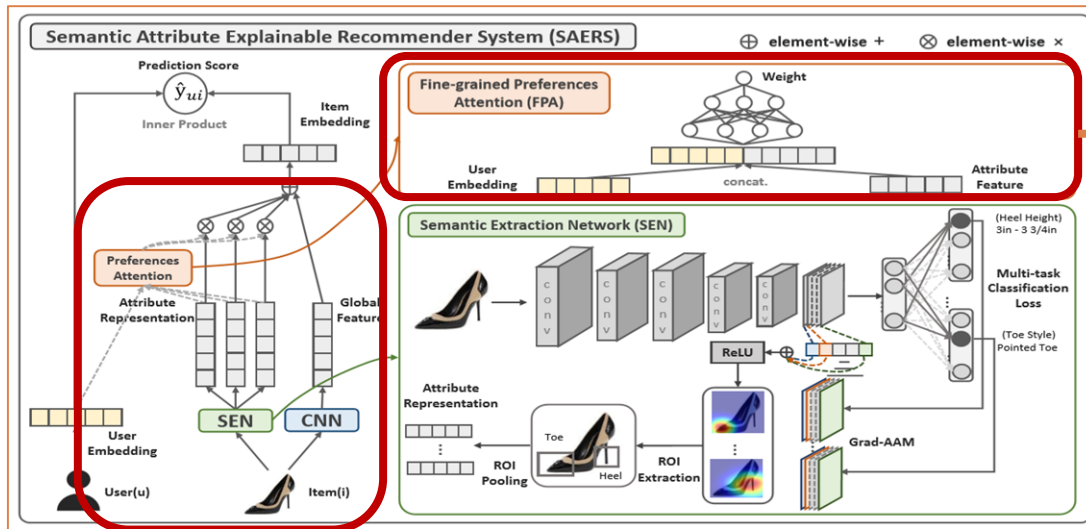 Semantic Attribute Explainable Recommender System (SAERS)
⊕ element-wise +
⊗ element-wise ×
Prediction Score
ŷui
Inner Product
Item
Embedding
Preferences
Attention
Attribute
Representation
Global
Feature
SEN
CNN
User
Embedding
User(u)
Item(i)
Fine-grained Preferences
Attention (FPA)
Weight
User
Embedding
concat.
Attribute
Feature
Semantic Extraction Network (SEN)
conv
conv
conv
conv
conv
(Heel Height)
3in - 3 3/4in
Multi-task
Classification
Loss
(Toe Style)
Pointed Toe
ReLU
Grad-AAM
Attribute
Representation
ROI
Pooling
Toe
Heel
ROI
Extraction